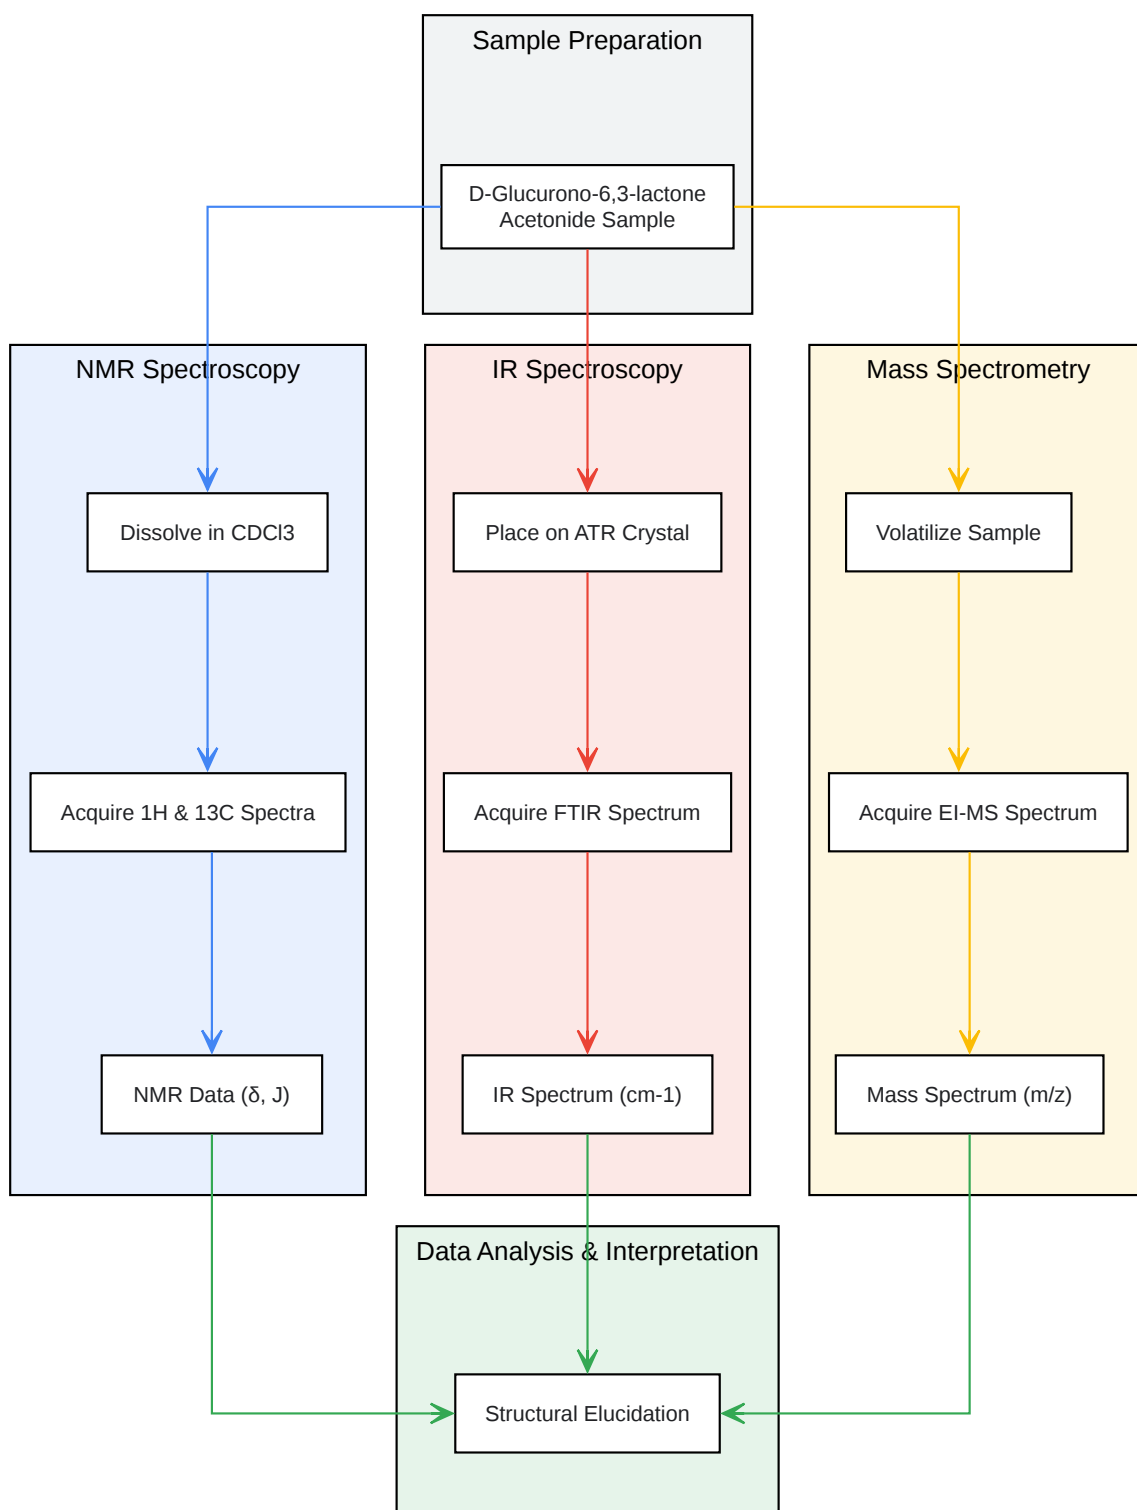 Sample Preparation
D-Glucurono-6,3-lactone
Acetonide Sample
NMR Spectroscopy
IR Spectroscopy
Mass Spectrometry
Dissolve in CDCl3
Place on ATR Crystal
Volatilize Sample
Acquire 1H & 13C Spectra
Acquire FTIR Spectrum
Acquire EI-MS Spectrum
NMR Data (δ, J)
IR Spectrum (cm-1)
Mass Spectrum (m/z)
Data Analysis & Interpretation
Structural Elucidation